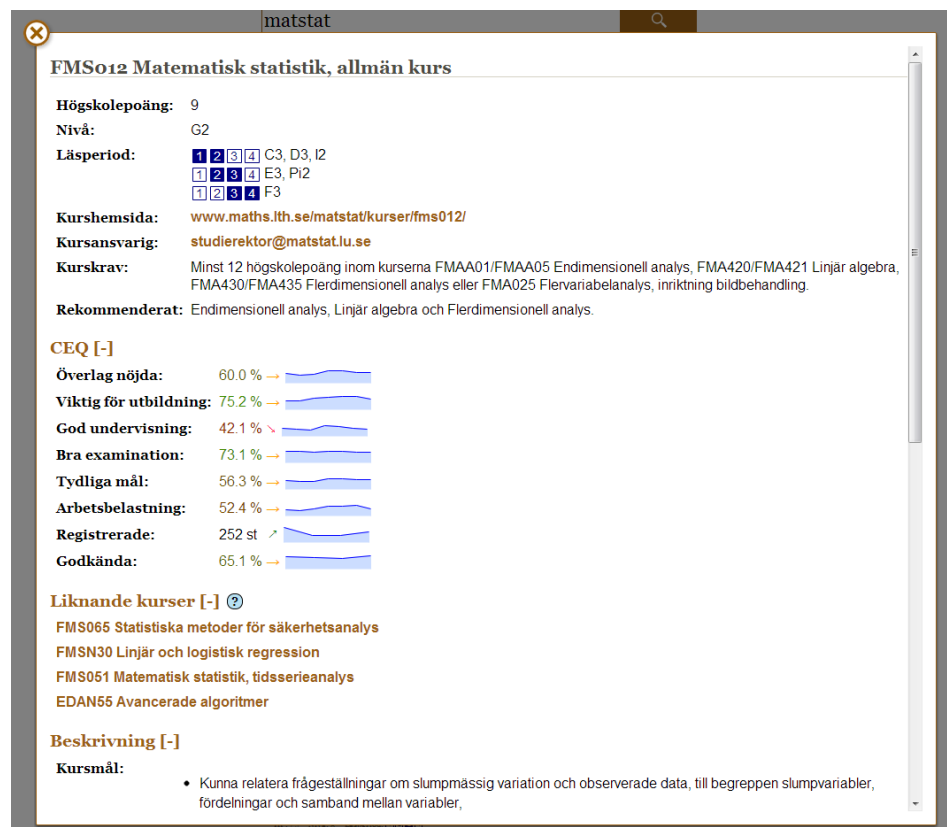 matstat
FMS012 Matematisk statistik, allmän kurs
Högskolepoäng: 9
Nivå: G2
Läsperiod: 1 2 3 4 C3, D3, I2
1 2 3 4 E3, Pi2
1 2 3 4 F3
Kurshemsida: www.maths.lth.se/matstat/kurser/fms012/
Kursansvarig: studierektor@matstat.lu.se
Kurskrav: Minst 12 högskolepoäng inom kurserna FMAA01/FMAA05 Endimensionell analys, FMA420/FMA421 Linjär algebra,
FMA430/FMA435 Flerdimensionell analys eller FMA025 Flervariabelanalys, inriktning bildbehandling.
Rekommenderat: Endimensionell analys, Linjär algebra och Flerdimensionell analys.
CEQ [-]
Överlag nöjda: 60.0 % →
Viktig för utbildning: 75.2 % →
God undervisning: 42.1 % ↘
Bra examination: 73.1 % →
Tydliga mål: 56.3 % →
Arbetsbelastning: 52.4 % →
Registrerade: 252 st ↗
Godkända: 65.1 % →
Liknande kurser [-] ?
FMS065 Statistiska metoder för säkerhetsanalys
FMSN30 Linjär och logistisk regression
FMS051 Matematisk statistik, tidsserieanalys
EDAN55 Avancerade algoritmer
Beskrivning [-]
Kursmål:
• Kunna relatera frågeställningar om slumpmässig variation och observerade data, till begreppen slumpvariabler,
fördelningar och samband mellan variabler,